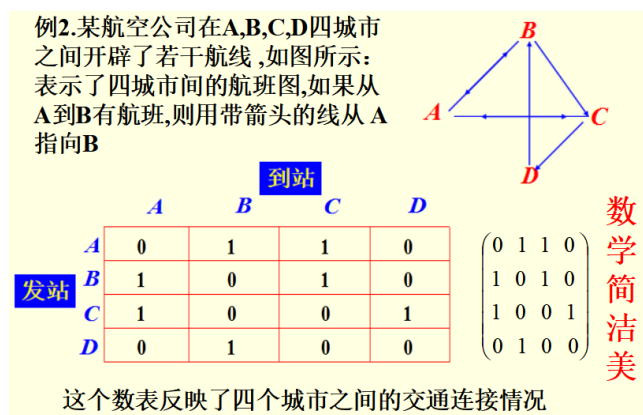 例2.某航空公司在A,B,C,D四城市
之间开辟了若干航线 ,如图所示：
表示了四城市间的航班图,如果从
A到B有航班,则用带箭头的线从 A
指向B
B
A
C
D
到站
A B C D
发站
A 0 1 1 0
B 1 0 1 0
C 1 0 0 1
D 0 1 0 0
0 1 1 0
1 0 1 0
1 0 0 1
0 1 0 0
数
学
简
洁
美
这个数表反映了四个城市之间的交通连接情况